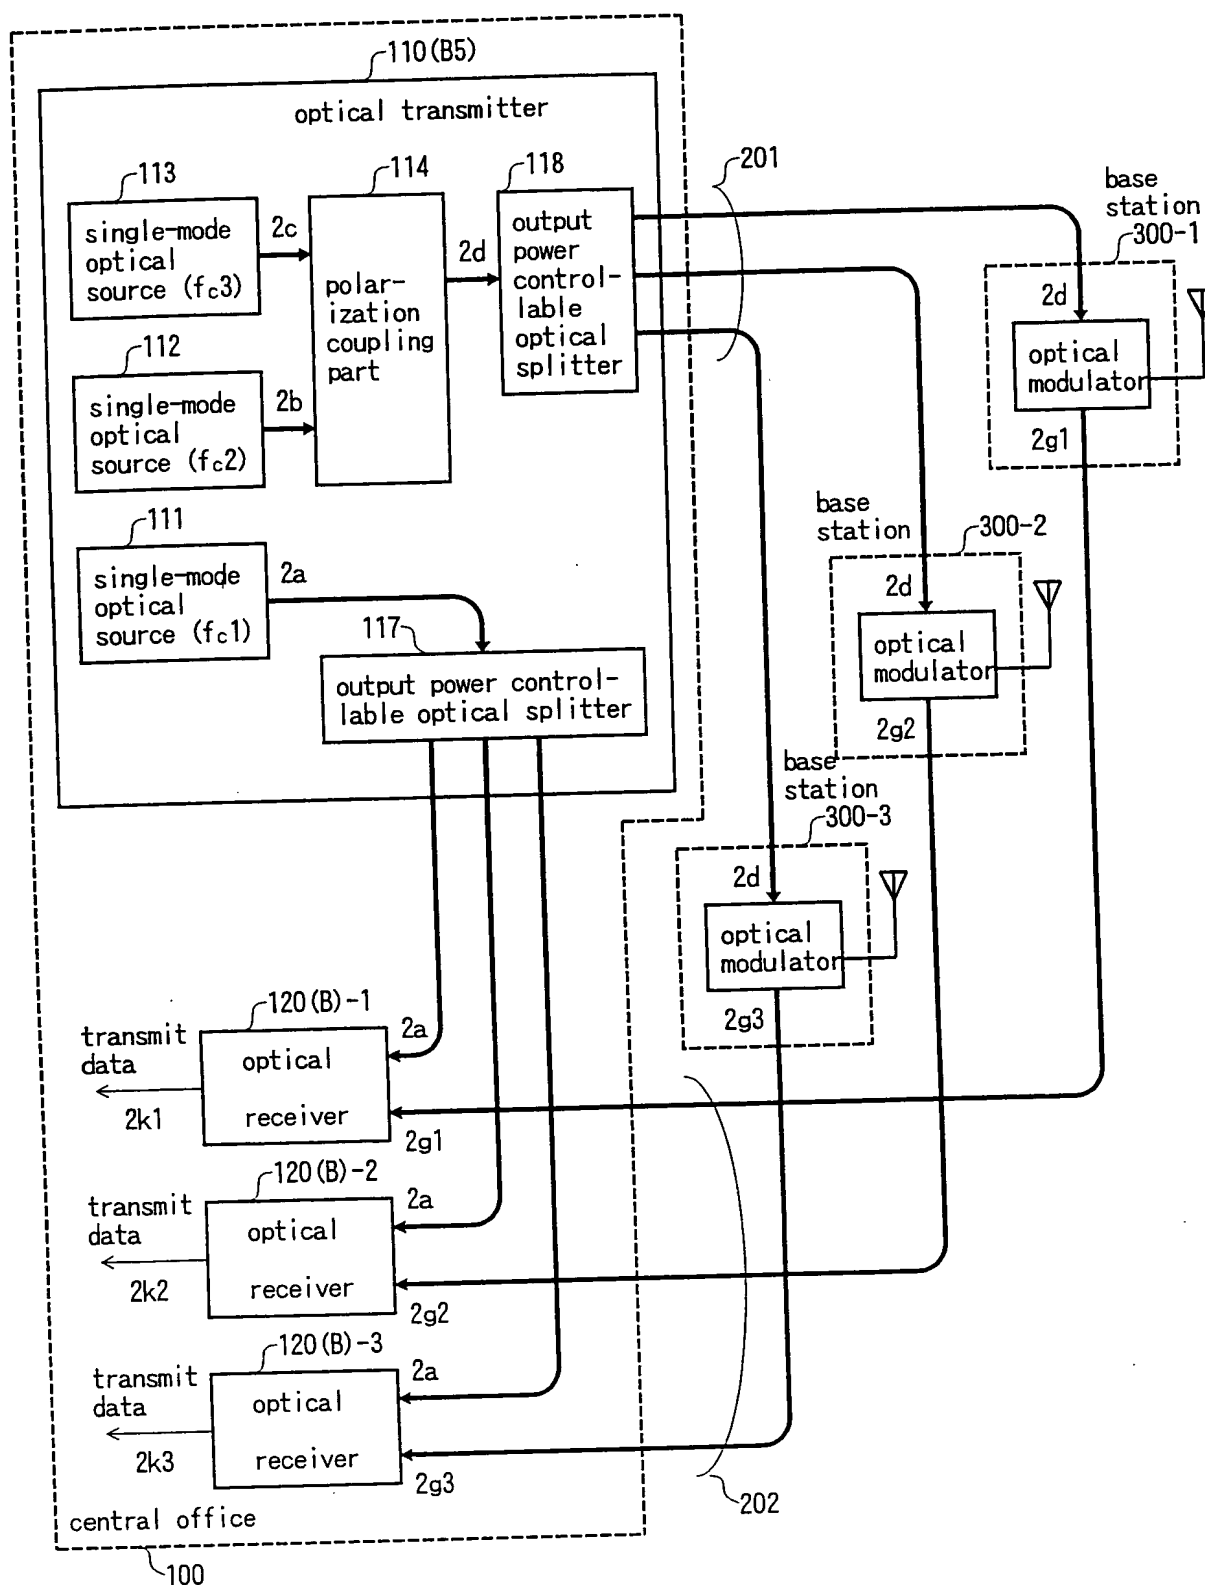 110(B5)
optical transmitter
113
single-mode
optical
source (fc3)
2c
114
polar-
ization
coupling
part
2d
118
output
power
control-
lable
optical
splitter
201
base
station
300-1
2d
optical
modulator
2g1
112
single-mode
optical
source (fc2)
2b
111
single-mode
optical
source (fc1)
2a
117
output power control-
lable optical splitter
base
station
300-2
2d
optical
modulator
2g2
base
station
300-3
2d
optical
modulator
2g3
120(B)-1
transmit
data
2k1
optical
receiver
2a
2g1
120(B)-2
transmit
data
2k2
optical
receiver
2a
2g2
120(B)-3
transmit
data
2k3
optical
receiver
2a
2g3
202
central office
100